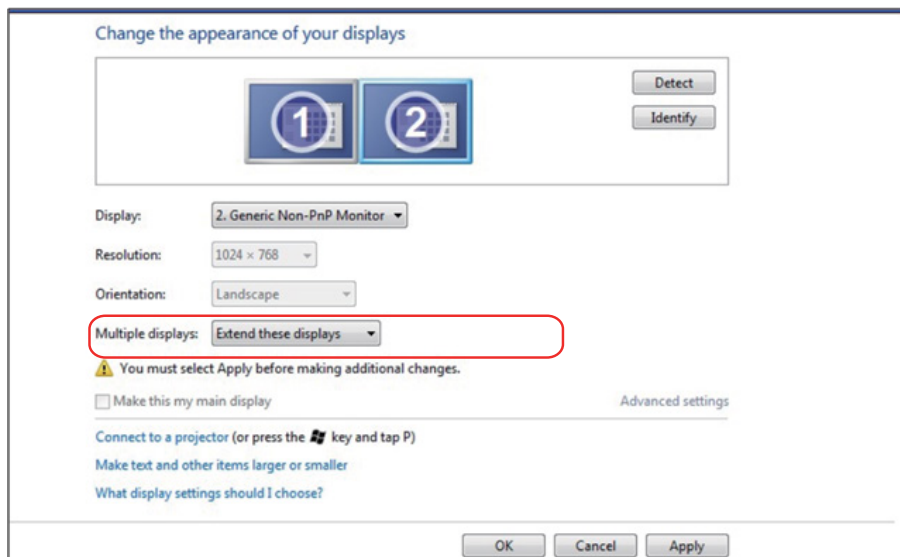 Change the appearance of your displays
1
2
Detect
Identify
Display:
2. Generic Non-PnP Monitor
Resolution:
1024 × 768
Orientation:
Landscape
Multiple displays:
Extend these displays
You must select Apply before making additional changes.
Make this my main display
Advanced settings
Connect to a projector (or press the key and tap P)
Make text and other items larger or smaller
What display settings should I choose?
OK
Cancel
Apply